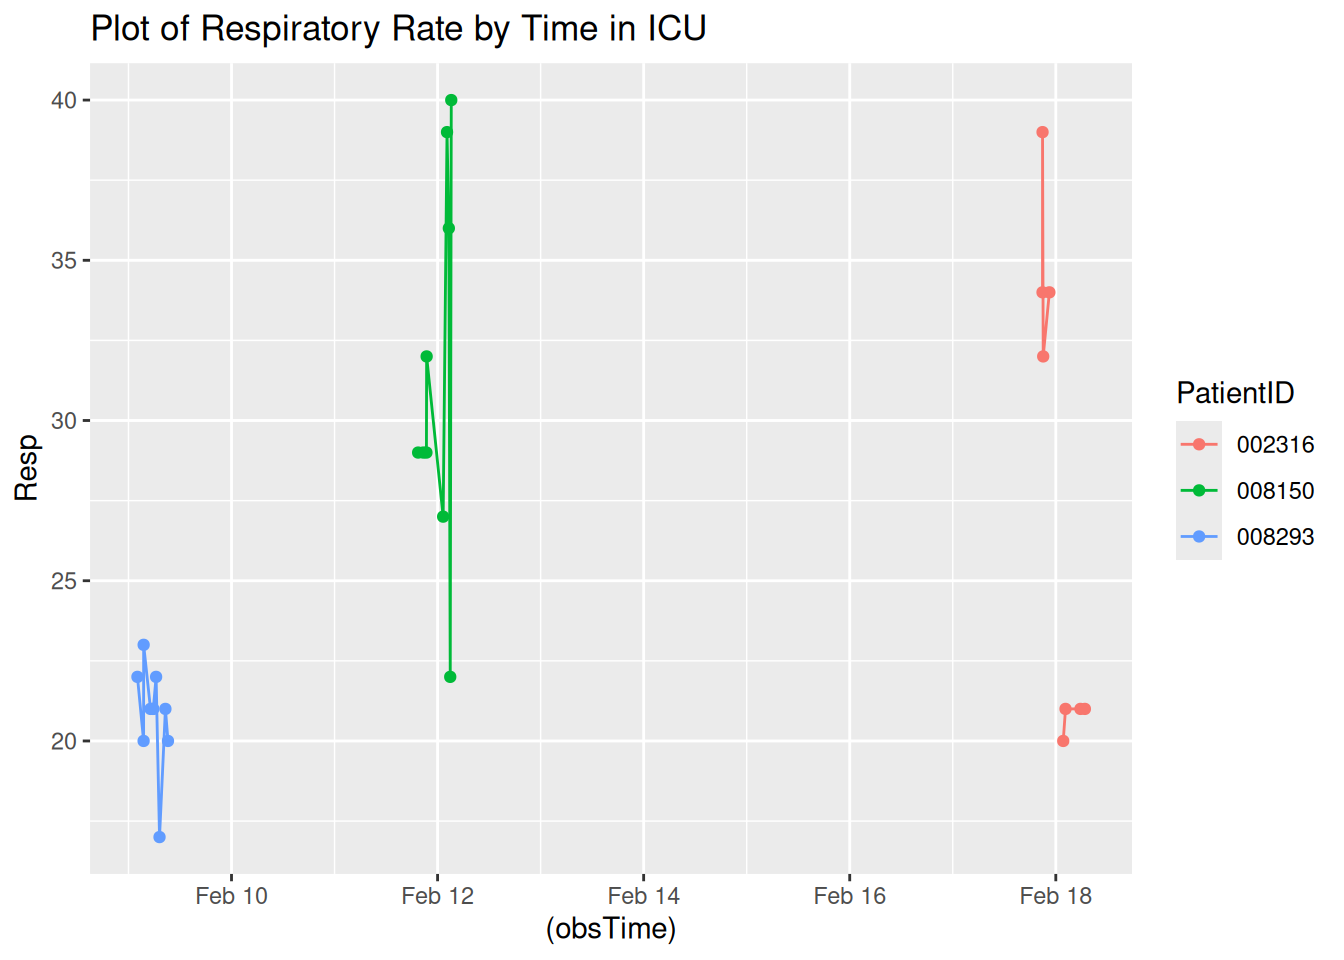 Plot of Respiratory Rate by Time in ICU
40
35
30
25
20
Resp
Feb 10
Feb 12
Feb 14
Feb 16
Feb 18
(obsTime)
PatientID
002316
008150
008293